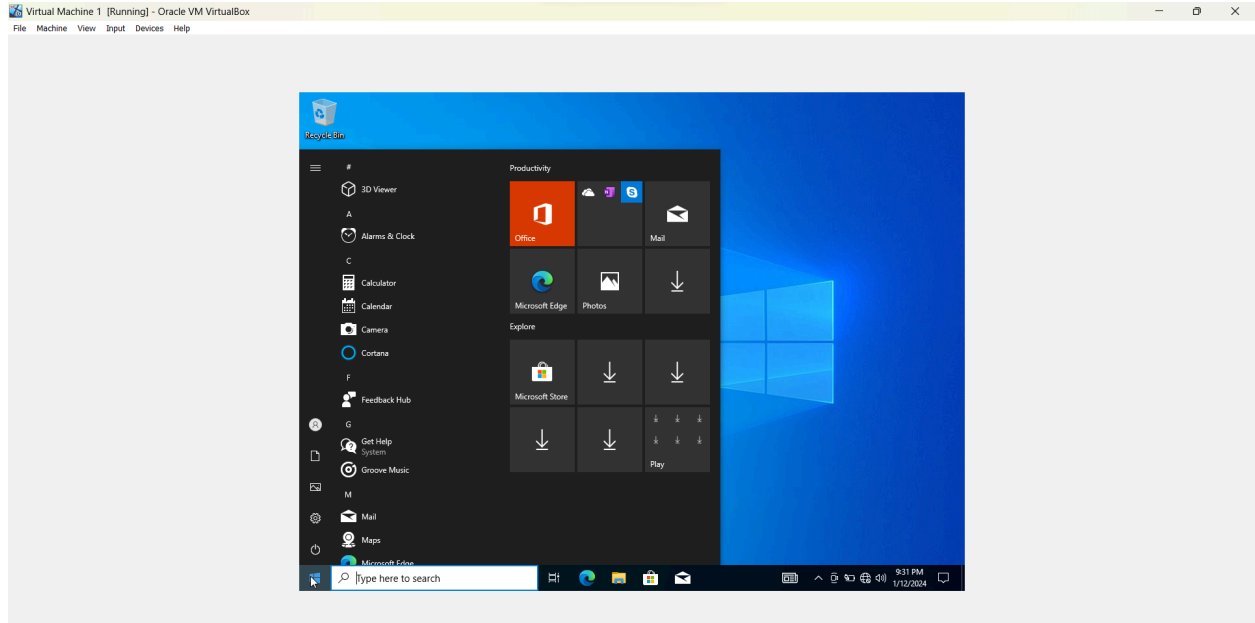 Virtual Machine 1 [Running] - Oracle VM VirtualBox
File Machine View Input Devices Help
Recycle Bin
#
3D Viewer
A
Alarms & Clock
C
Calculator
Calendar
Camera
Cortana
F
Feedback Hub
G
Get Help
System
Groove Music
M
Mail
Maps
Microsoft Edge
Productivity
Office
Mail
Microsoft Edge
Photos
Explore
Microsoft Store
Play
Type here to search
9:31 PM
1/12/2024